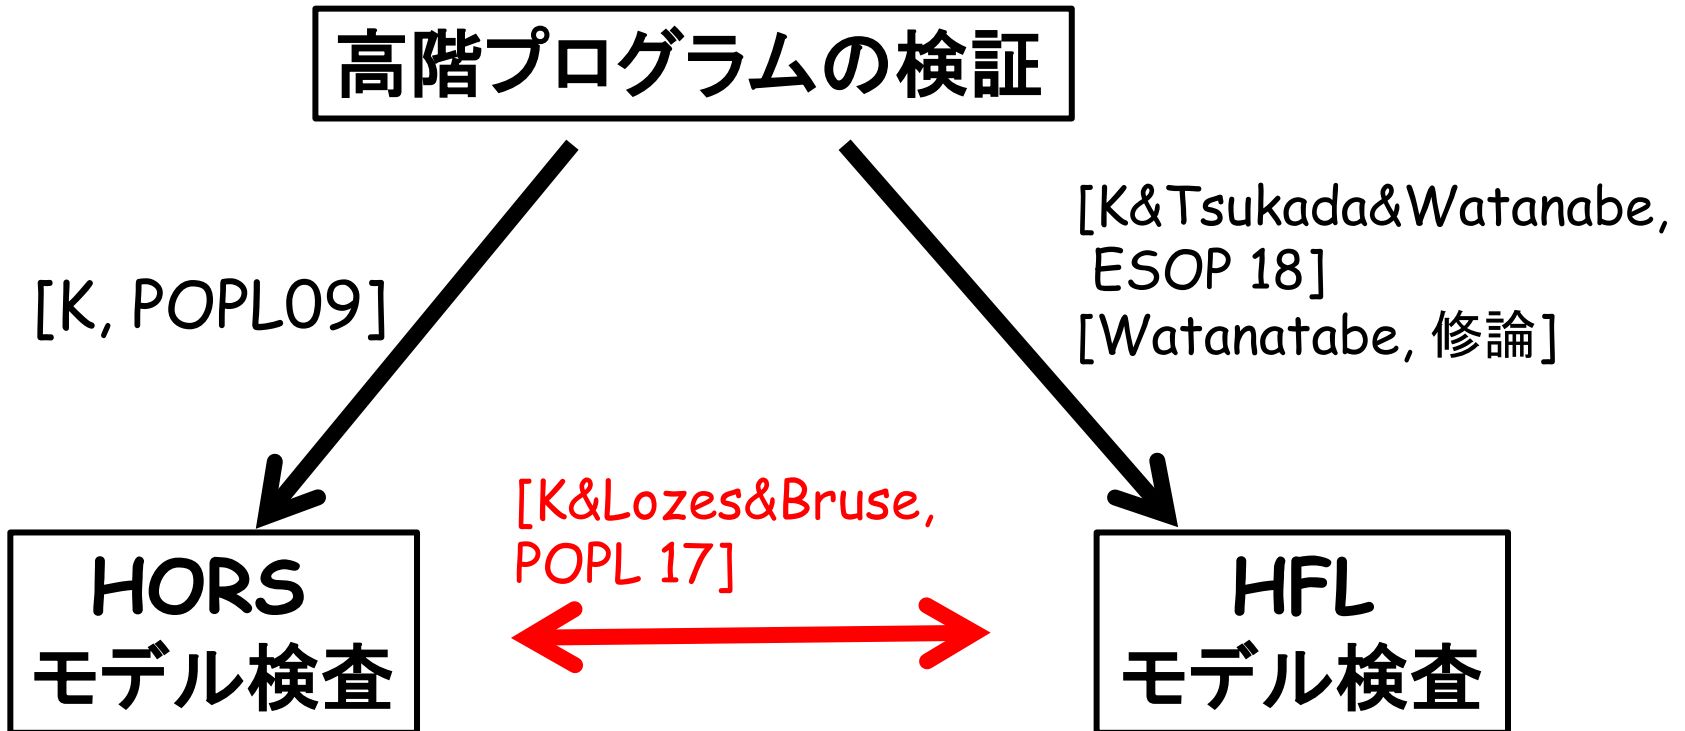 高階プログラムの検証
[K, POPL09]
[K&Tsukada&Watanabe,
ESOP 18]
[Watanatabe, 修論]
[K&Lozes&Bruse,
POPL 17]
HORS
モデル検査
HFL
モデル検査